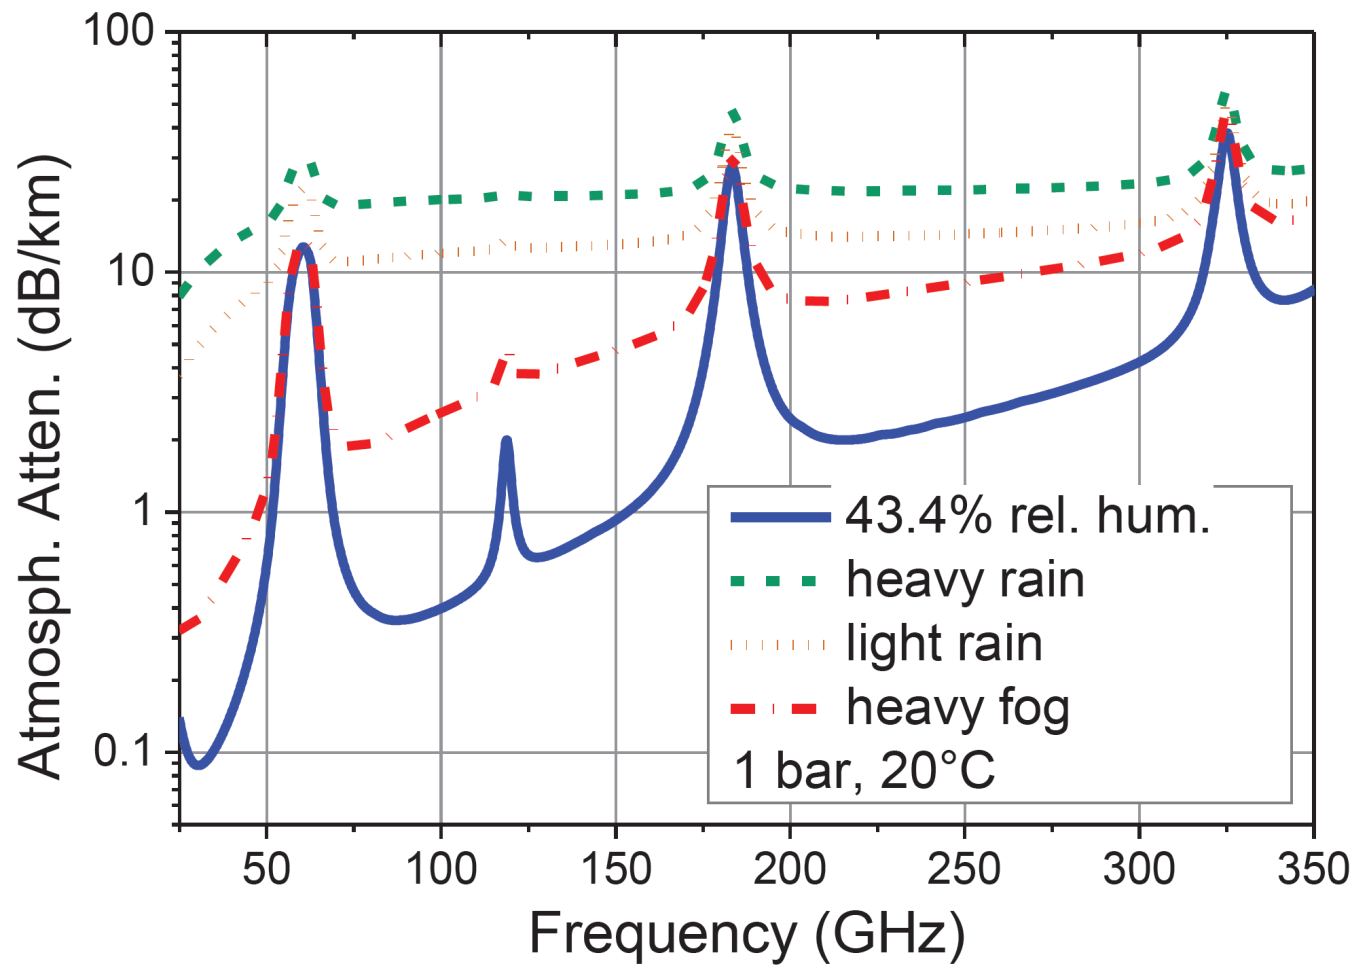 100
10
1
0.1
Atmosph. Atten. (dB/km)
43.4% rel. hum.
heavy rain
light rain
heavy fog
1 bar, 20°C
50 100 150 200 250 300 350
Frequency (GHz)